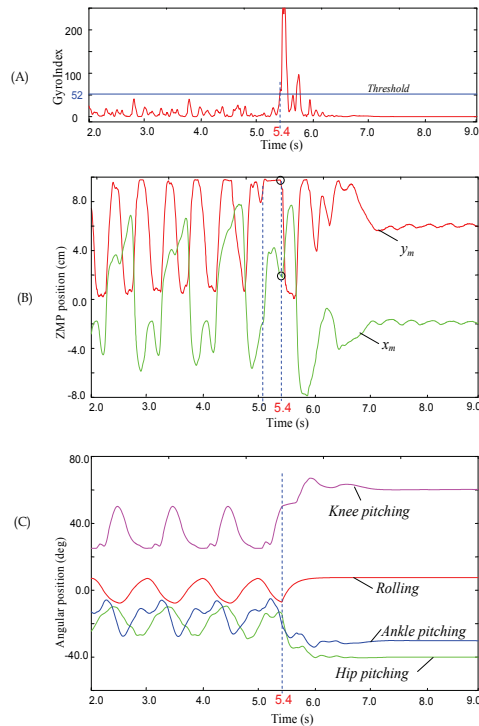 (A)
GyroIndex
200
100
52
0
Threshold
2.0 3.0 4.0 5.0 5.4 6.0 7.0 8.0 9.0
Time (s)
(B)
ZMP position (cm)
8.0
4.0
0.0
-4.0
-8.0
y_m
x_m
2.0 3.0 4.0 5.0 5.4 6.0 7.0 8.0 9.0
Time (s)
(C)
Angular position (deg)
80.0
40.0
0.0
-40.0
Knee pitching
Rolling
Ankle pitching
Hip pitching
2.0 3.0 4.0 5.0 5.4 6.0 7.0 8.0 9.0
Time (s)